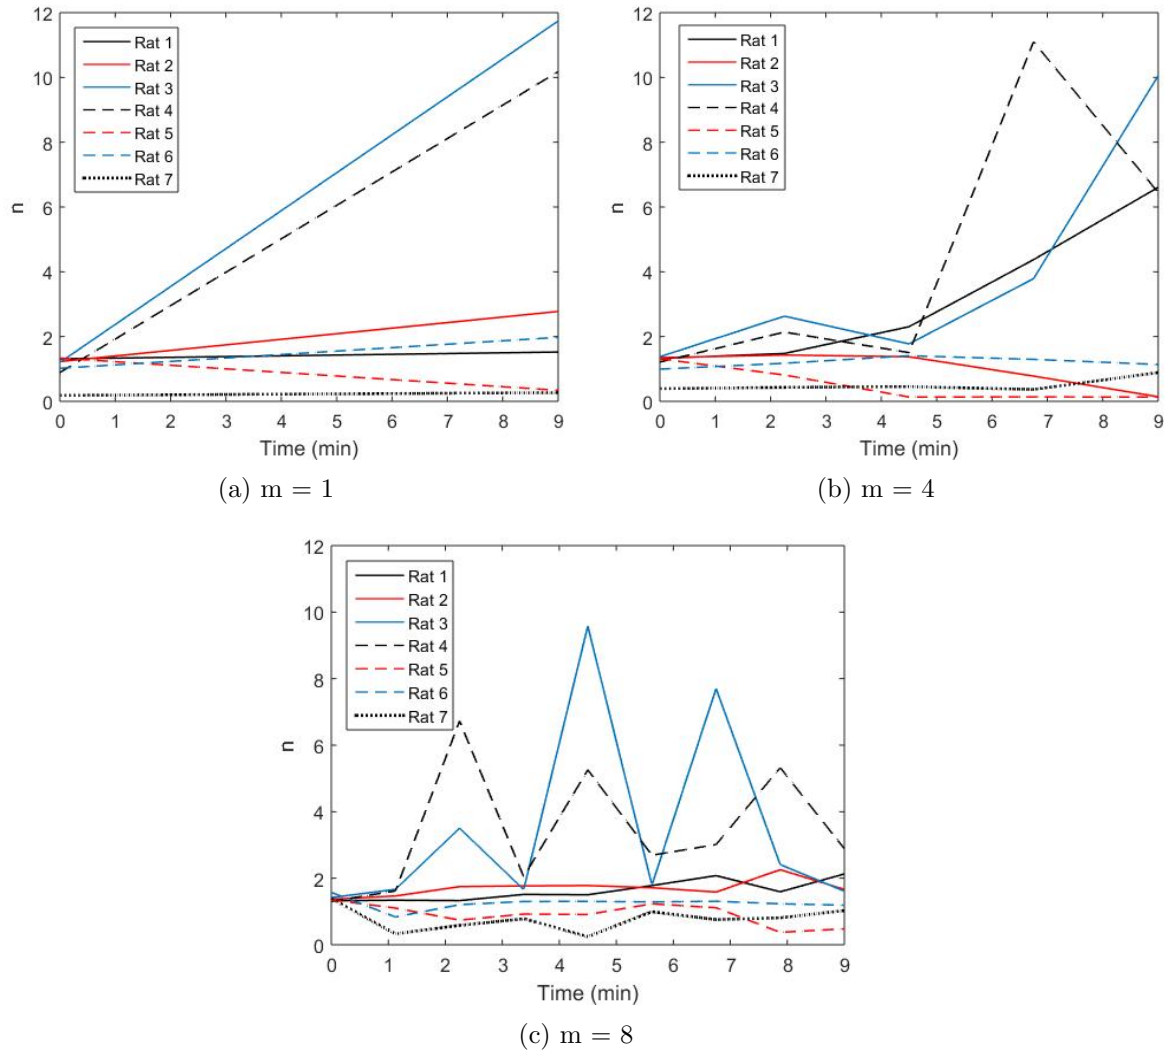 12
10
8
6
4
2
0
n
Rat 1
Rat 2
Rat 3
Rat 4
Rat 5
Rat 6
Rat 7
0 1 2 3 4 5 6 7 8 9
Time (min)
(a) m = 1
12
10
8
6
4
2
0
n
Rat 1
Rat 2
Rat 3
Rat 4
Rat 5
Rat 6
Rat 7
0 1 2 3 4 5 6 7 8 9
Time (min)
(b) m = 4
12
10
8
6
4
2
0
n
Rat 1
Rat 2
Rat 3
Rat 4
Rat 5
Rat 6
Rat 7
0 1 2 3 4 5 6 7 8 9
Time (min)
(c) m = 8